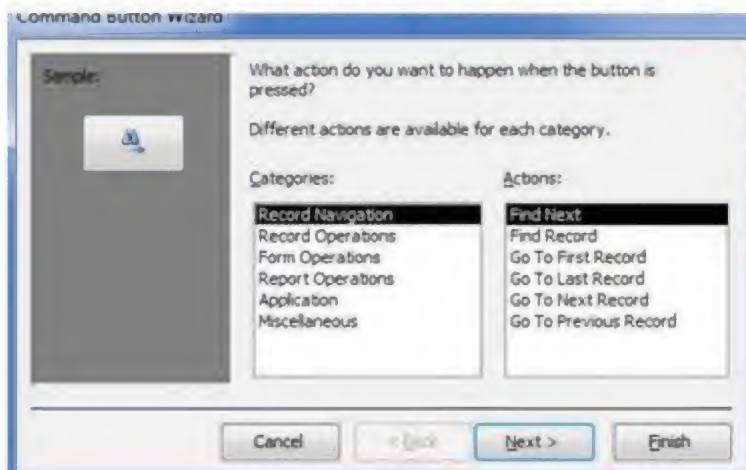 Command Button Wizard
Sample:
What action do you want to happen when the button is
pressed?
Different actions are available for each category.
Categories:
Actions:
Record Navigation
Record Operations
Form Operations
Report Operations
Application
Miscellaneous
Find Next
Find Record
Go To First Record
Go To Last Record
Go To Next Record
Go To Previous Record
Cancel
< Back
Next >
Finish